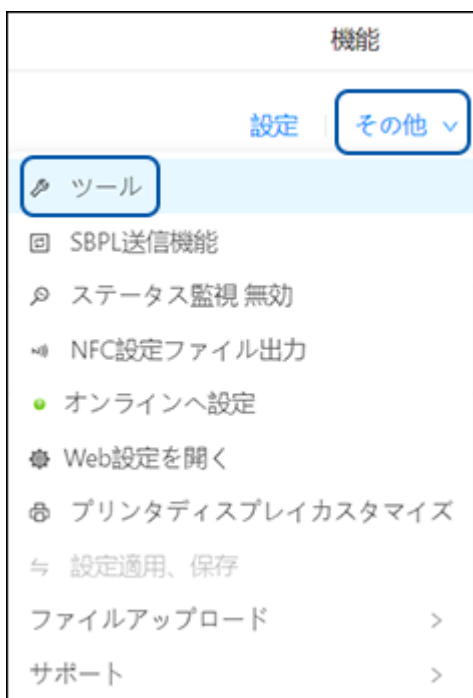 機能
設定 その他
ツール
SBPL送信機能
ステータス監視 無効
NFC設定ファイル出力
オンラインへ設定
Web設定を開く
プリンタディスプレイカスタマイズ
設定適用、保存
ファイルアップロード
サポート